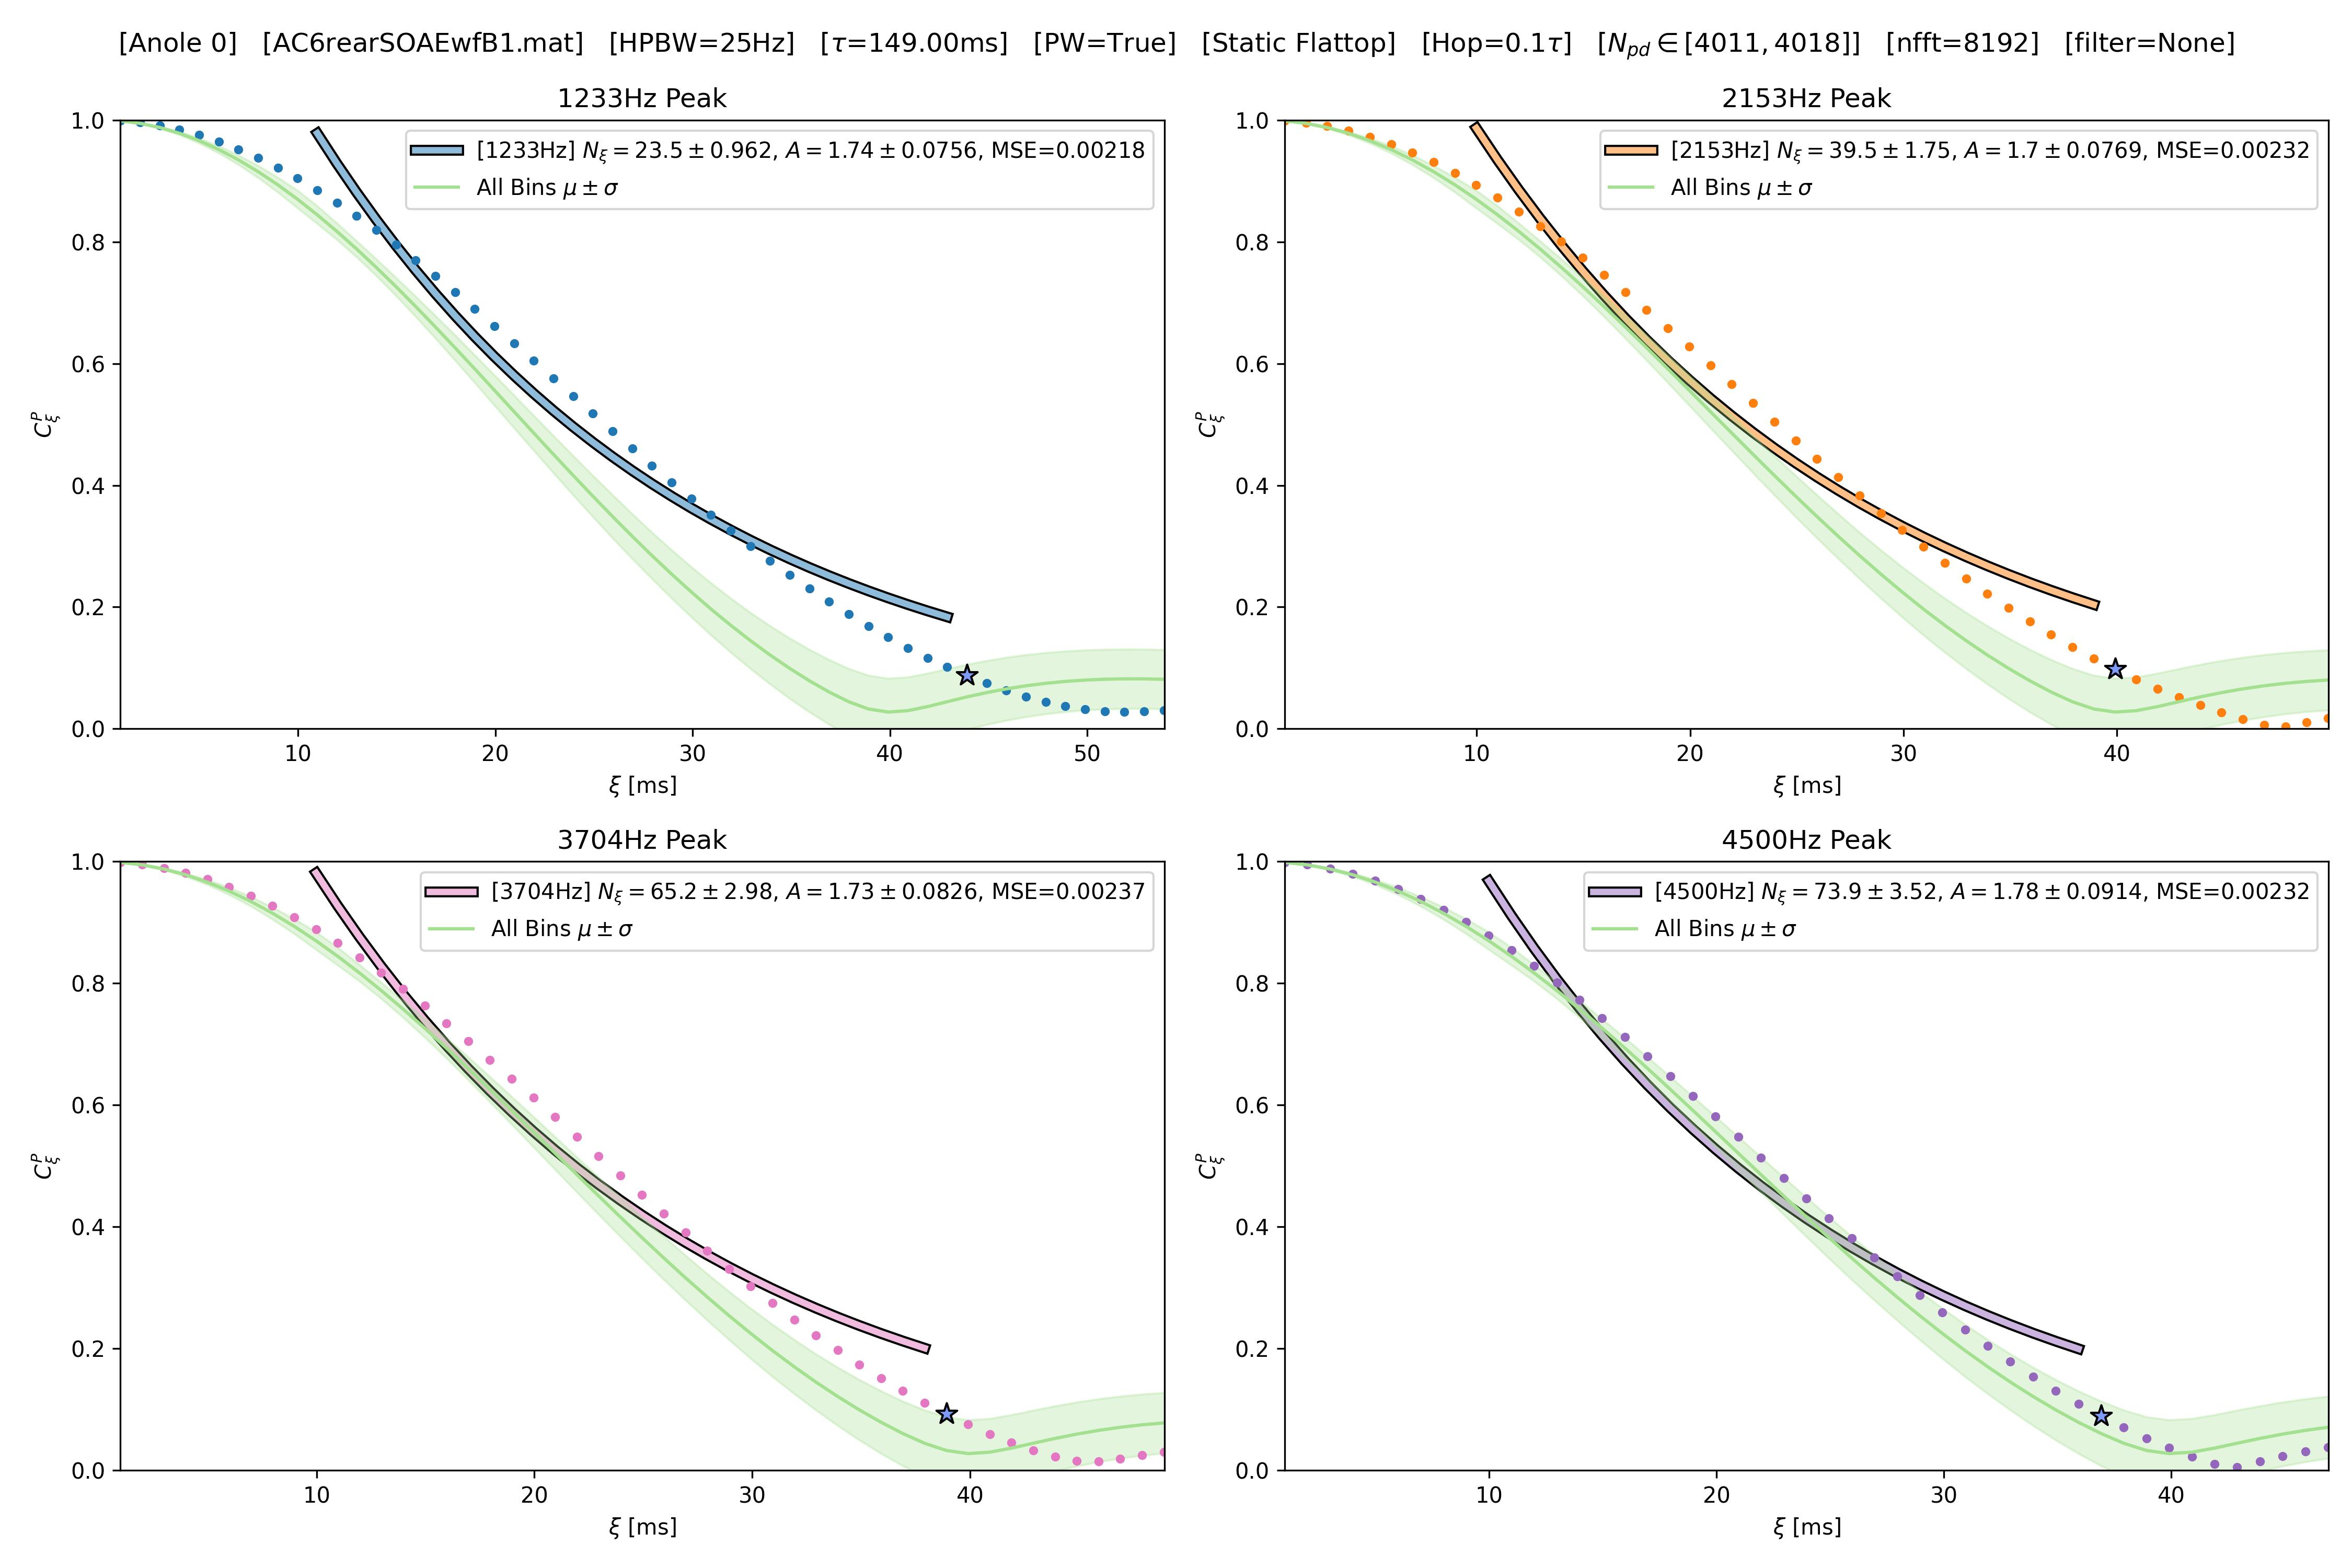 [Anole 0] [AC6rearSOAEwfB1.mat] [HPBW=25Hz] [τ=149.00ms] [PW=True] [Static Flattop] [Hop=0.1τ] [N_pd ∈ [4011, 4018]] [nfft=8192] [filter=None]
1233Hz Peak
[1233Hz] N_ξ = 23.5 ± 0.962, A = 1.74 ± 0.0756, MSE=0.00218
All Bins μ ± σ
1.0
0.8
0.6
0.4
0.2
0.0
C_ξ^P
10 20 30 40 50
ξ [ms]
2153Hz Peak
[2153Hz] N_ξ = 39.5 ± 1.75, A = 1.7 ± 0.0769, MSE=0.00232
All Bins μ ± σ
1.0
0.8
0.6
0.4
0.2
0.0
C_ξ^P
10 20 30 40
ξ [ms]
3704Hz Peak
[3704Hz] N_ξ = 65.2 ± 2.98, A = 1.73 ± 0.0826, MSE=0.00237
All Bins μ ± σ
1.0
0.8
0.6
0.4
0.2
0.0
C_ξ^P
10 20 30 40
ξ [ms]
4500Hz Peak
[4500Hz] N_ξ = 73.9 ± 3.52, A = 1.78 ± 0.0914, MSE=0.00232
All Bins μ ± σ
1.0
0.8
0.6
0.4
0.2
0.0
C_ξ^P
10 20 30 40
ξ [ms]